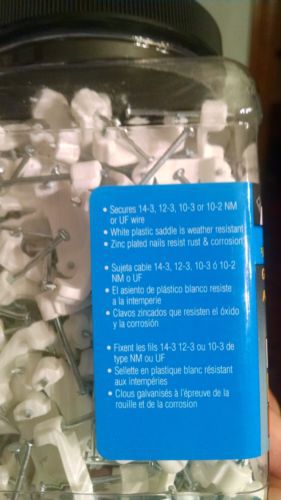 • Secures 14-3, 12-3, 10-3 or 10-2 NM
or UF wire
• White plastic saddle is weather resistant
• Zinc plated nails resist rust & corrosion
• Sujeta cable 14-3, 12-3, 10-3 ó 10-2
NM o UF
• El asiento de plástico blanco resiste
a la intemperie
• Clavos zincados que resisten el óxido
y la corrosión
• Fixent les fils 14-3 12-3 ou 10-3 de
type NM ou UF
• Sellette en plastique blanc résistant
aux intempéries
• Clous galvanisés à l'épreuve de la
rouille et de la corrosion